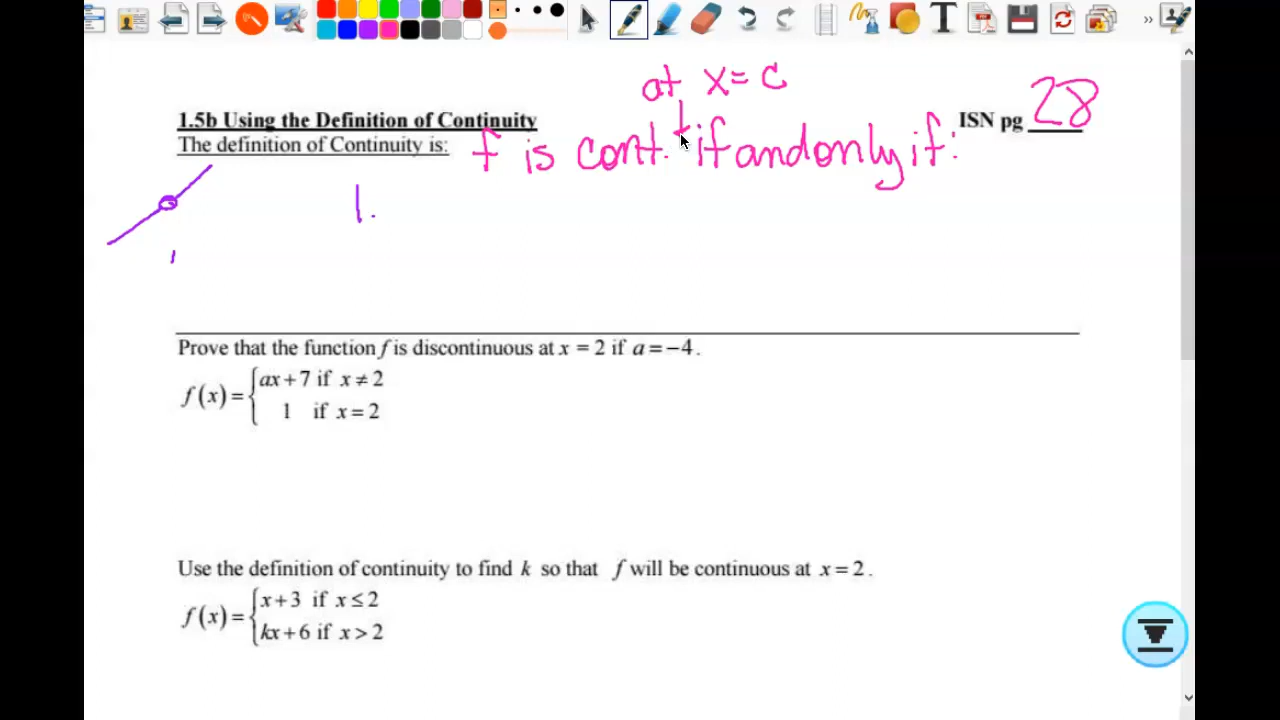 at x = c
1.5b Using the Definition of Continuity ISN pg 28
The definition of Continuity is: f is cont. if and only if:
1.
Prove that the function f is discontinuous at x = 2 if a = −4.
f(x) = { ax + 7 if x ≠ 2
1 if x = 2
Use the definition of continuity to find k so that f will be continuous at x = 2.
f(x) = { x + 3 if x ≤ 2
kx + 6 if x > 2